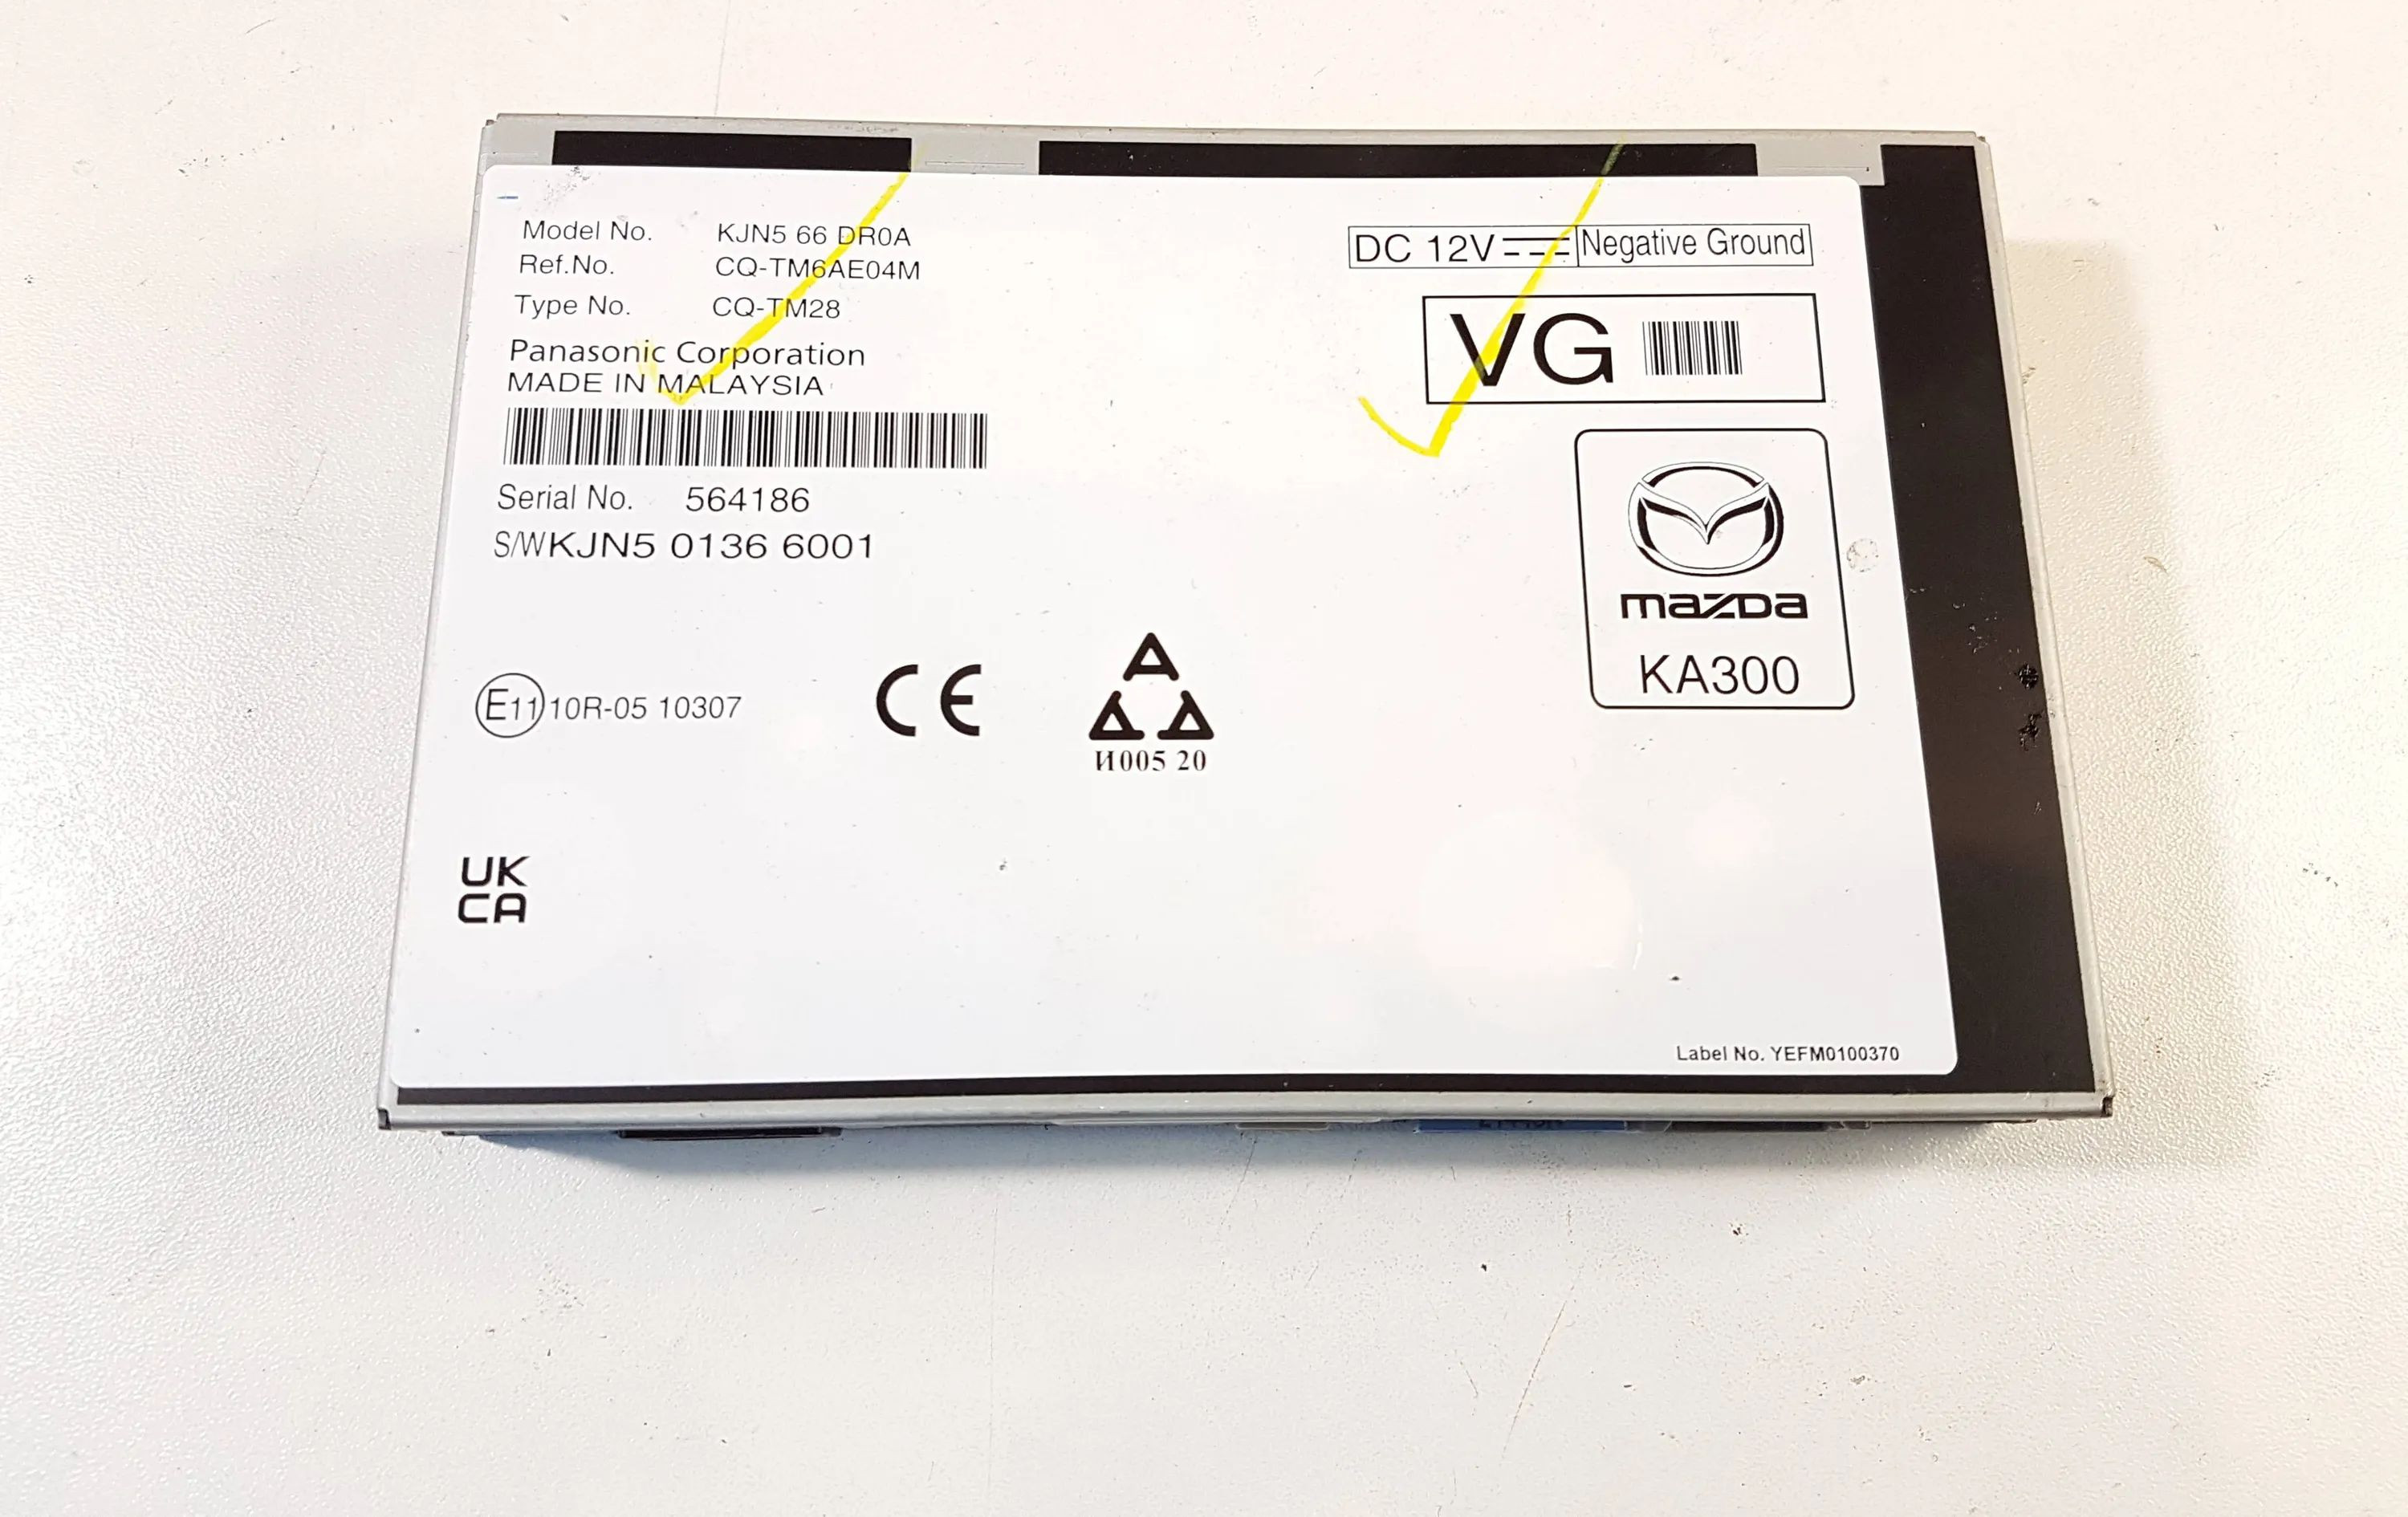 Model No. KJN5 66 DR0A
Ref.No. CQ-TM6AE04M
Type No. CQ-TM28
Panasonic Corporation
MADE IN MALAYSIA
Serial No. 564186
S/WKJN5 0136 6001
DC 12V Negative Ground
VG
mazda
KA300
E11 10R-05 10307
CE
И005 20
UK
CA
Label No. YEFM0100370